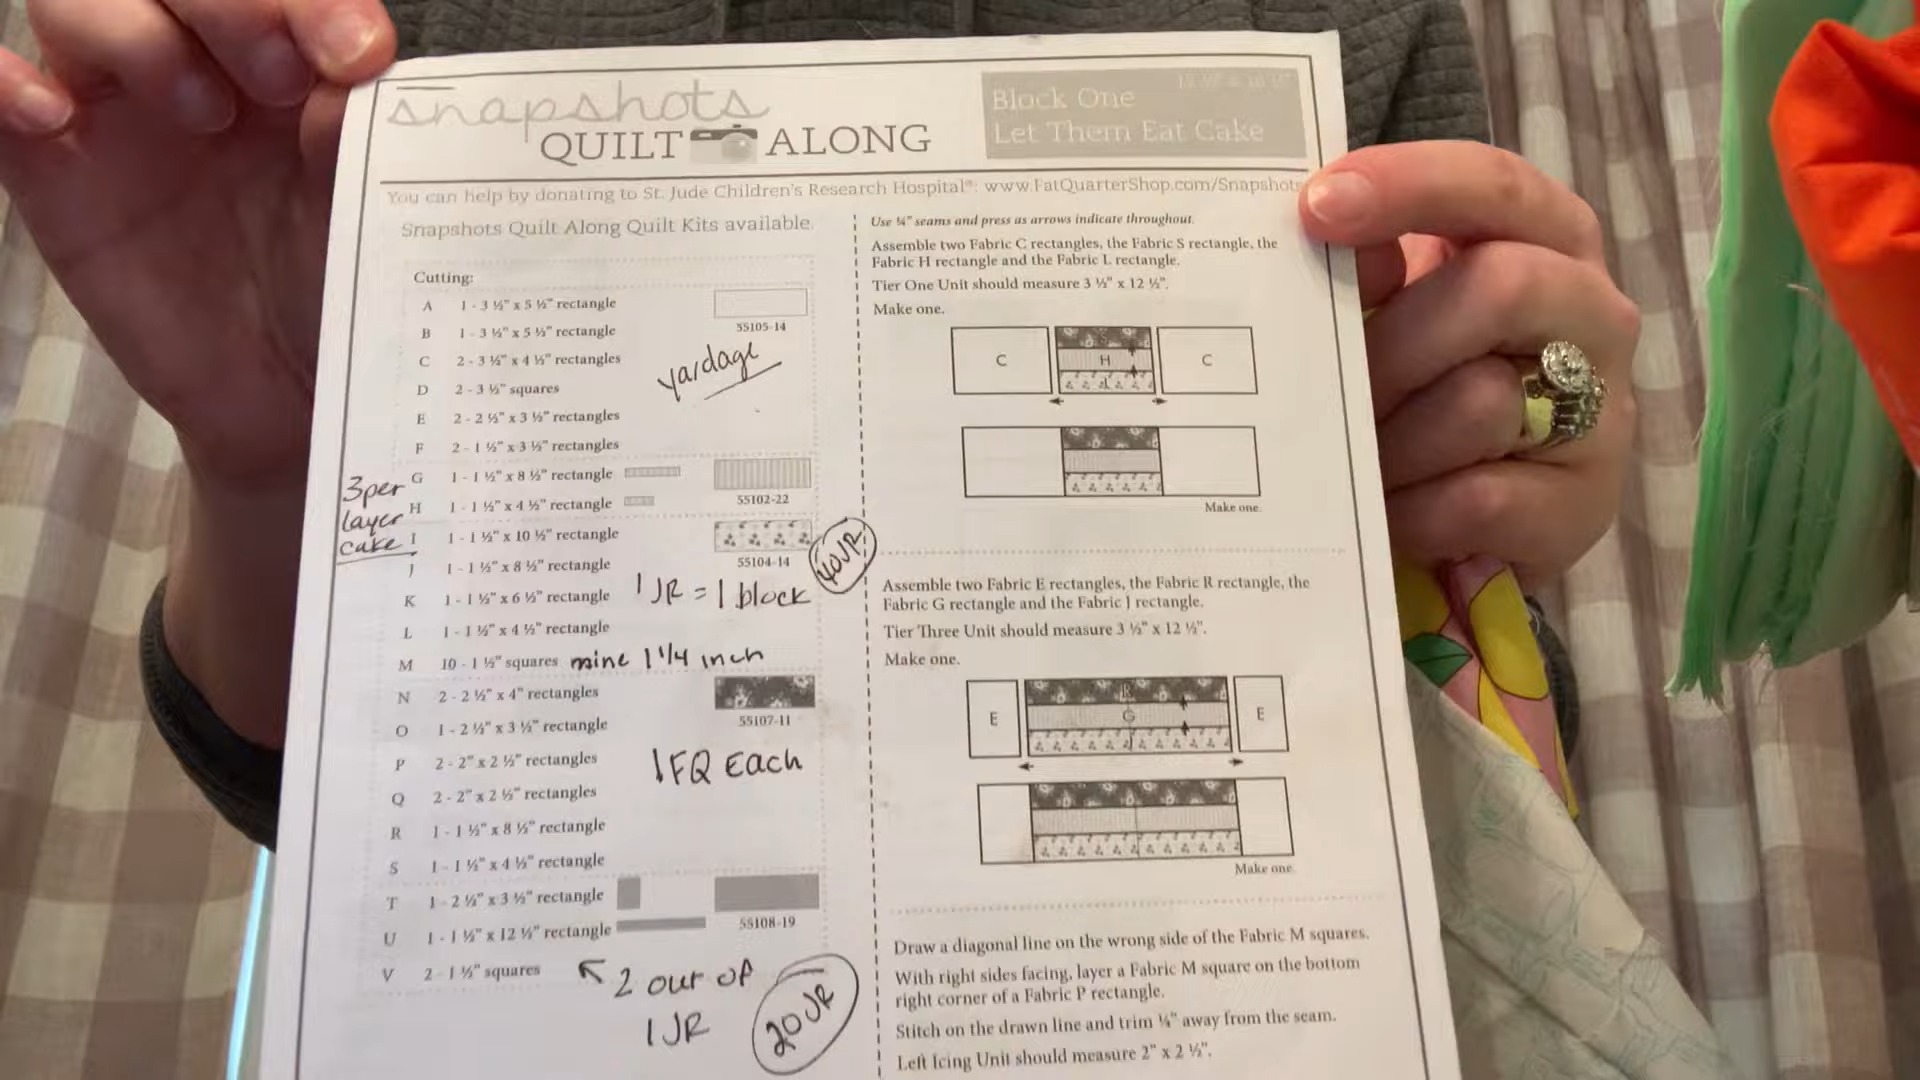 snapshots
QUILT ALONG
Block One
Let Them Eat Cake
You can help by donating to St. Jude Children's Research Hospital®: www.FatQuarterShop.com/Snapshots
Snapshots Quilt Along Quilt Kits available.
Cutting:
A 1 - 3 ½" x 5 ½" rectangle
55105-14
B 1 - 3 ½" x 5 ½" rectangle
C 2 - 3 ½" x 4 ½" rectangles
yardage
D 2 - 3 ½" squares
E 2 - 2 ½" x 3 ½" rectangles
F 2 - 1 ½" x 3 ½" rectangles
3 per
layer
cake
G 1 - 1 ½" x 8 ½" rectangle
55102-22
H 1 - 1 ½" x 4 ½" rectangle
I 1 - 1 ½" x 10 ½" rectangle
55104-14
40 JR
J 1 - 1 ½" x 8 ½" rectangle
K 1 - 1 ½" x 6 ½" rectangle
1 JR = 1 block
L 1 - 1 ½" x 4 ½" rectangle
M 10 - 1 ½" squares mine 1 1/4 inch
N 2 - 2 ½" x 4" rectangles
55107-11
O 1 - 2 ½" x 3 ½" rectangle
P 2 - 2" x 2 ½" rectangles
1 FQ Each
Q 2 - 2" x 2 ½" rectangles
R 1 - 1 ½" x 8 ½" rectangle
S 1 - 1 ½" x 4 ½" rectangle
T 1 - 2 ½" x 3 ½" rectangle
55108-19
U 1 - 1 ½" x 12 ½" rectangle
V 2 - 1 ½" squares
2 out of
1 JR
20 JR
Use ¼" seams and press as arrows indicate throughout.
Assemble two Fabric C rectangles, the Fabric S rectangle, the
Fabric H rectangle and the Fabric L rectangle.
Tier One Unit should measure 3 ½" x 12 ½".
Make one.
C H C
Make one.
Assemble two Fabric E rectangles, the Fabric R rectangle, the
Fabric G rectangle and the Fabric J rectangle.
Tier Three Unit should measure 3 ½" x 12 ½".
Make one.
E R G E
Make one.
Draw a diagonal line on the wrong side of the Fabric M squares.
With right sides facing, layer a Fabric M square on the bottom
right corner of a Fabric P rectangle.
Stitch on the drawn line and trim ¼" away from the seam.
Left Icing Unit should measure 2" x 2 ½".